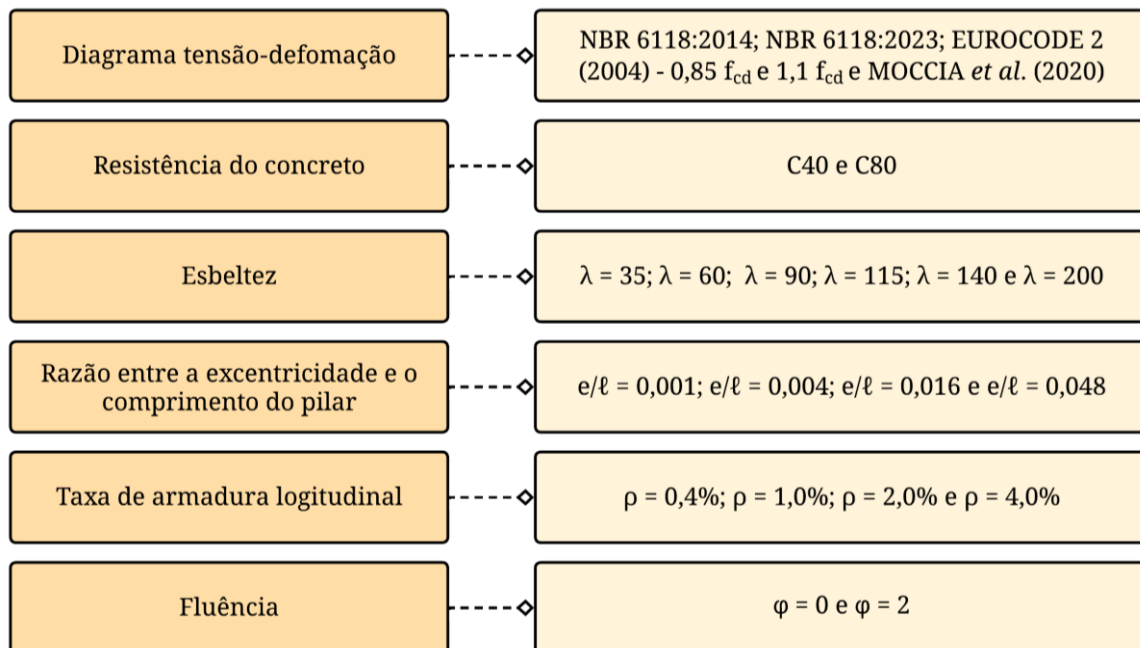 Diagrama tensão-defomação
NBR 6118:2014; NBR 6118:2023; EUROCODE 2
(2004) - 0,85 fcd e 1,1 fcd e MOCCIA et al. (2020)
Resistência do concreto
C40 e C80
Esbeltez
λ = 35; λ = 60; λ = 90; λ = 115; λ = 140 e λ = 200
Razão entre a excentricidade e o
comprimento do pilar
e/ℓ = 0,001; e/ℓ = 0,004; e/ℓ = 0,016 e e/ℓ = 0,048
Taxa de armadura logitudinal
ρ = 0,4%; ρ = 1,0%; ρ = 2,0% e ρ = 4,0%
Fluência
φ = 0 e φ = 2